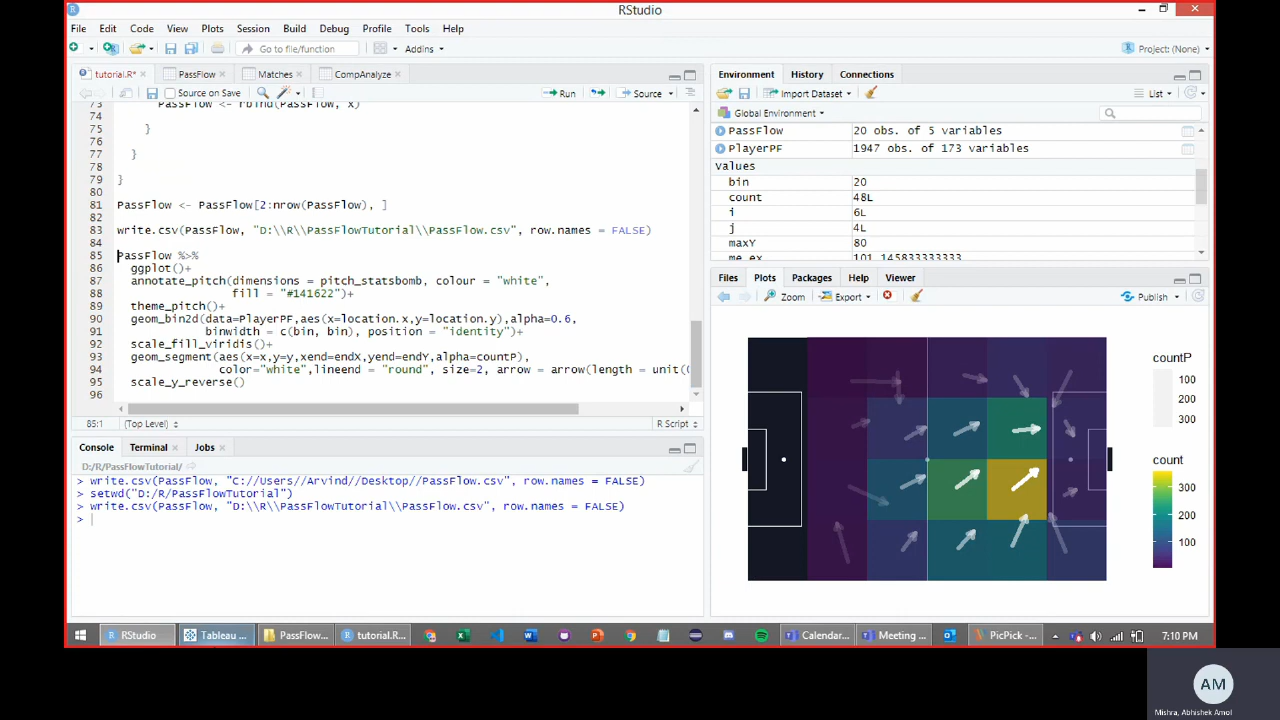 RStudio
File Edit Code View Plots Session Build Debug Profile Tools Help
Go to file/function Addins Project: (None)
tutorial.R* PassFlow Matches CompAnalyze
Source on Save Run Source
73 PassFlow <- rbind(PassFlow, x)
74
75 }
76
77 }
78
79 }
80
81 PassFlow <- PassFlow[2:nrow(PassFlow), ]
82
83 write.csv(PassFlow, "D:\\R\\PassFlowTutorial\\PassFlow.csv", row.names = FALSE)
84
85 PassFlow %>%
86 ggplot()+
87 annotate_pitch(dimensions = pitch_statsbomb, colour = "white",
88 fill = "#141622")+
89 theme_pitch()+
90 geom_bin2d(data=PlayerPF,aes(x=location.x,y=location.y),alpha=0.6,
91 binwidth = c(bin, bin), position = "identity")+
92 scale_fill_viridis()+
93 geom_segment(aes(x=x,y=y,xend=endX,yend=endY,alpha=countP),
94 color="white",lineend = "round", size=2, arrow = arrow(length = unit(
95 scale_y_reverse()
96
85:1 (Top Level) R Script
Console Terminal Jobs
D:/R/PassFlowTutorial/
> write.csv(PassFlow, "C://Users//Arvind//Desktop//PassFlow.csv", row.names = FALSE)
> setwd("D:/R/PassFlowTutorial")
> write.csv(PassFlow, "D:\\R\\PassFlowTutorial\\PassFlow.csv", row.names = FALSE)
>
Environment History Connections
Import Dataset List
Global Environment
PassFlow 20 obs. of 5 variables
PlayerPF 1947 obs. of 173 variables
Values
bin 20
count 48L
i 6L
j 4L
maxY 80
me ex 101.145833333333
Files Plots Packages Help Viewer
Zoom Export Publish
countP
100
200
300
count
300
200
100
RStudio Tableau ... PassFlow... tutorial.R... Calendar... Meeting ... PicPick -... 7:10 PM
AM
Mishra, Abhishek Amol